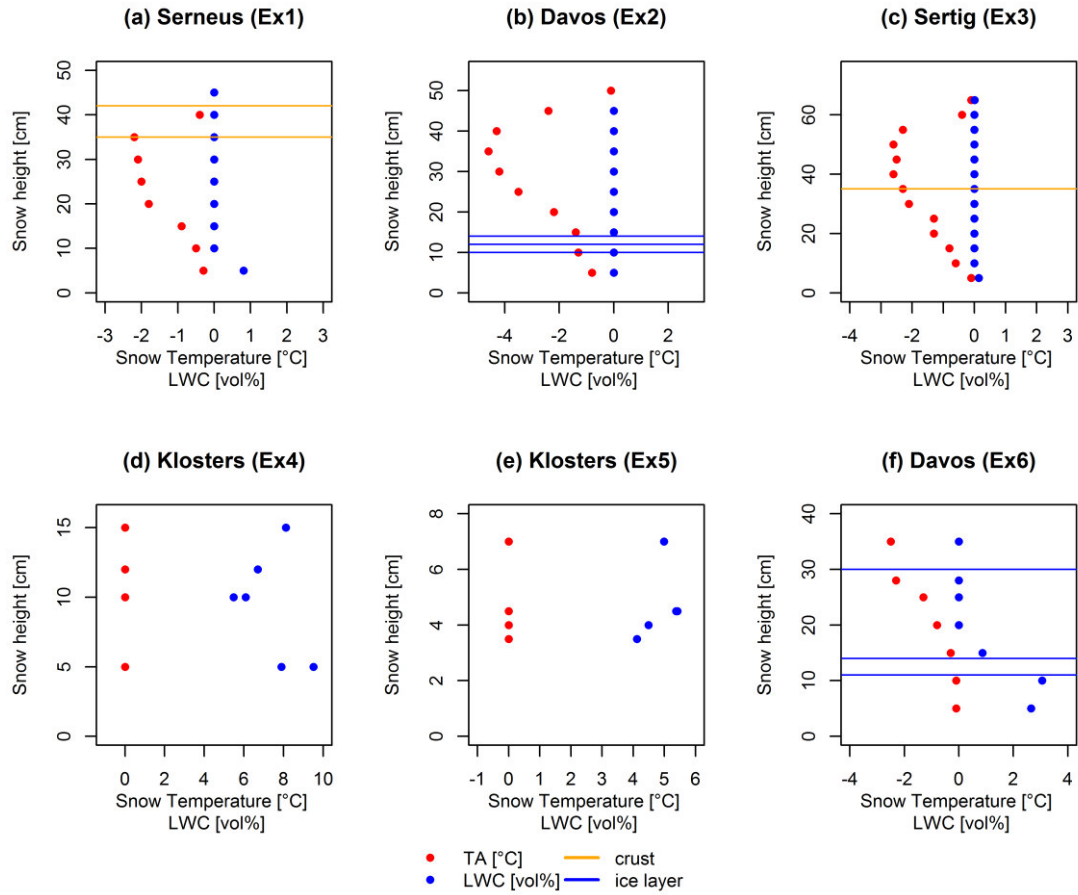 (a) Serneus (Ex1)
(b) Davos (Ex2)
(c) Sertig (Ex3)
Snow height [cm]
0 10 20 30 40 50
-3 -2 -1 0 1 2 3
Snow Temperature [°C]
LWC [vol%]
Snow height [cm]
0 10 20 30 40 50
-4 -2 0 2
Snow Temperature [°C]
LWC [vol%]
Snow height [cm]
0 20 40 60
-4 -3 -2 -1 0 1 2 3
Snow Temperature [°C]
LWC [vol%]
(d) Klosters (Ex4)
(e) Klosters (Ex5)
(f) Davos (Ex6)
Snow height [cm]
0 5 10 15
0 2 4 6 8 10
Snow Temperature [°C]
LWC [vol%]
Snow height [cm]
0 2 4 6 8
-1 0 1 2 3 4 5 6
Snow Temperature [°C]
LWC [vol%]
Snow height [cm]
0 10 20 30 40
-4 -2 0 2 4
Snow Temperature [°C]
LWC [vol%]
TA [°C] crust
LWC [vol%] ice layer